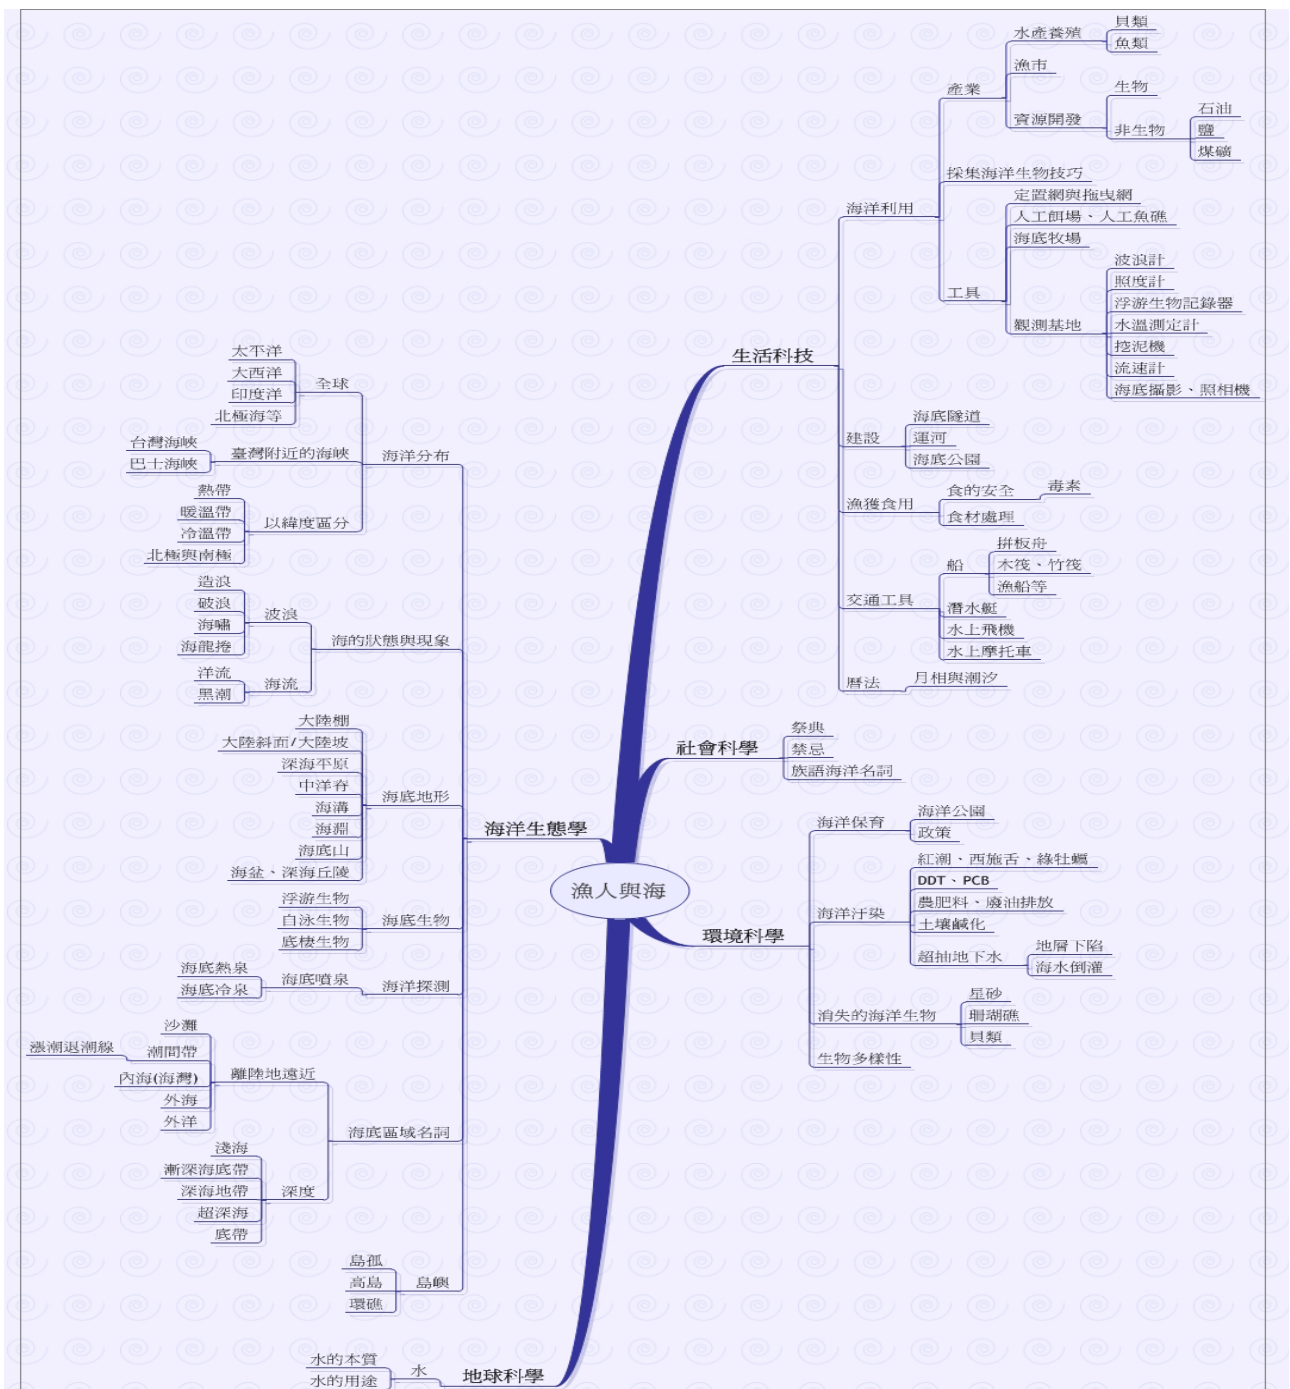 漁人與海
生活科技
海洋利用
產業
水產養殖
貝類
魚類
漁市
資源開發
生物
非生物
石油
鹽
煤礦
採集海洋生物技巧
工具
定置網與拖曳網
人工餌場、人工魚礁
海底牧場
觀測基地
波浪計
照度計
浮游生物記錄器
水溫測定計
挖泥機
流速計
海底攝影、照相機
建設
海底隧道
運河
海底公園
漁獲食用
食的安全
毒素
食材處理
交通工具
船
拼板舟
木筏、竹筏
漁船等
潛水艇
水上飛機
水上摩托車
曆法
月相與潮汐
社會科學
祭典
禁忌
族語海洋名詞
環境科學
海洋保育
海洋公園
政策
海洋汙染
紅潮、西施舌、綠牡蠣
DDT、PCB
農肥料、廢油排放
土壤鹹化
超抽地下水
地層下陷
海水倒灌
消失的海洋生物
星砂
珊瑚礁
貝類
生物多樣性
海洋生態學
海洋分布
全球
太平洋
大西洋
印度洋
北極海等
臺灣附近的海峽
台灣海峽
巴士海峽
以緯度區分
熱帶
暖溫帶
冷溫帶
北極與南極
海的狀態與現象
波浪
造浪
破浪
海嘯
海龍捲
海流
洋流
黑潮
海底地形
大陸棚
大陸斜面/大陸坡
深海平原
中洋脊
海溝
海淵
海底山
海盆、深海丘陵
海底生物
浮游生物
自泳生物
底棲生物
海洋探測
海底噴泉
海底熱泉
海底冷泉
海底區域名詞
離陸地遠近
沙灘
潮間帶
漲潮退潮線
內海(海灣)
外海
外洋
深度
淺海
漸深海底帶
深海地帶
超深海
底帶
島嶼
島孤
高島
環礁
地球科學
水
水的本質
水的用途